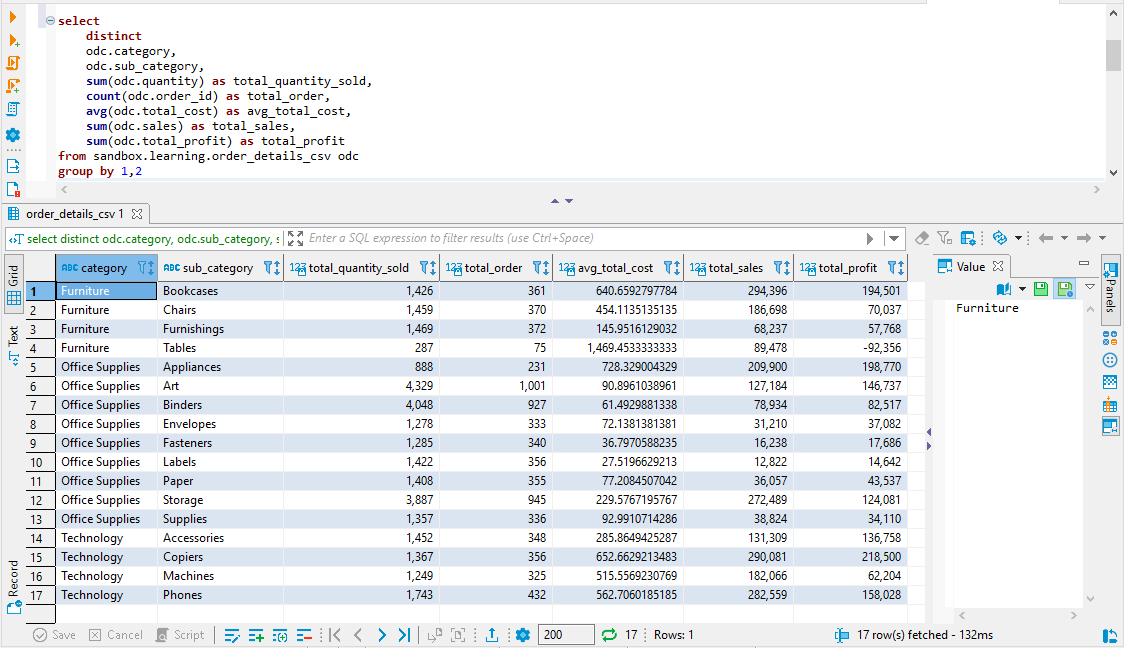 select
distinct
odc.category,
odc.sub_category,
sum(odc.quantity) as total_quantity_sold,
count(odc.order_id) as total_order,
avg(odc.total_cost) as avg_total_cost,
sum(odc.sales) as total_sales,
sum(odc.total_profit) as total_profit
from sandbox.learning.order_details_csv odc
group by 1,2
order_details_csv 1
select distinct odc.category, odc.sub_category, s Enter a SQL expression to filter results (use Ctrl+Space)
Grid
Text
Record
ABC category ABC sub_category 123 total_quantity_sold 123 total_order 123 avg_total_cost 123 total_sales 123 total_profit
1 Furniture Bookcases 1,426 361 640.6592797784 294,396 194,501
2 Furniture Chairs 1,459 370 454.1135135135 186,698 70,037
3 Furniture Furnishings 1,469 372 145.9516129032 68,237 57,768
4 Furniture Tables 287 75 1,469.4533333333 89,478 -92,356
5 Office Supplies Appliances 888 231 728.329004329 209,900 198,770
6 Office Supplies Art 4,329 1,001 90.8961038961 127,184 146,737
7 Office Supplies Binders 4,048 927 61.4929881338 78,934 82,517
8 Office Supplies Envelopes 1,278 333 72.1381381381 31,210 37,082
9 Office Supplies Fasteners 1,285 340 36.7970588235 16,238 17,686
10 Office Supplies Labels 1,422 356 27.5196629213 12,822 14,642
11 Office Supplies Paper 1,408 355 77.2084507042 36,057 43,537
12 Office Supplies Storage 3,887 945 229.5767195767 272,489 124,081
13 Office Supplies Supplies 1,357 336 92.9910714286 38,824 34,110
14 Technology Accessories 1,452 348 285.8649425287 131,309 136,758
15 Technology Copiers 1,367 356 652.6629213483 290,081 218,500
16 Technology Machines 1,249 325 515.5569230769 182,066 62,204
17 Technology Phones 1,743 432 562.7060185185 282,559 158,028
Value
Furniture
Panels
Save Cancel Script 200 17 Rows: 1 17 row(s) fetched - 132ms